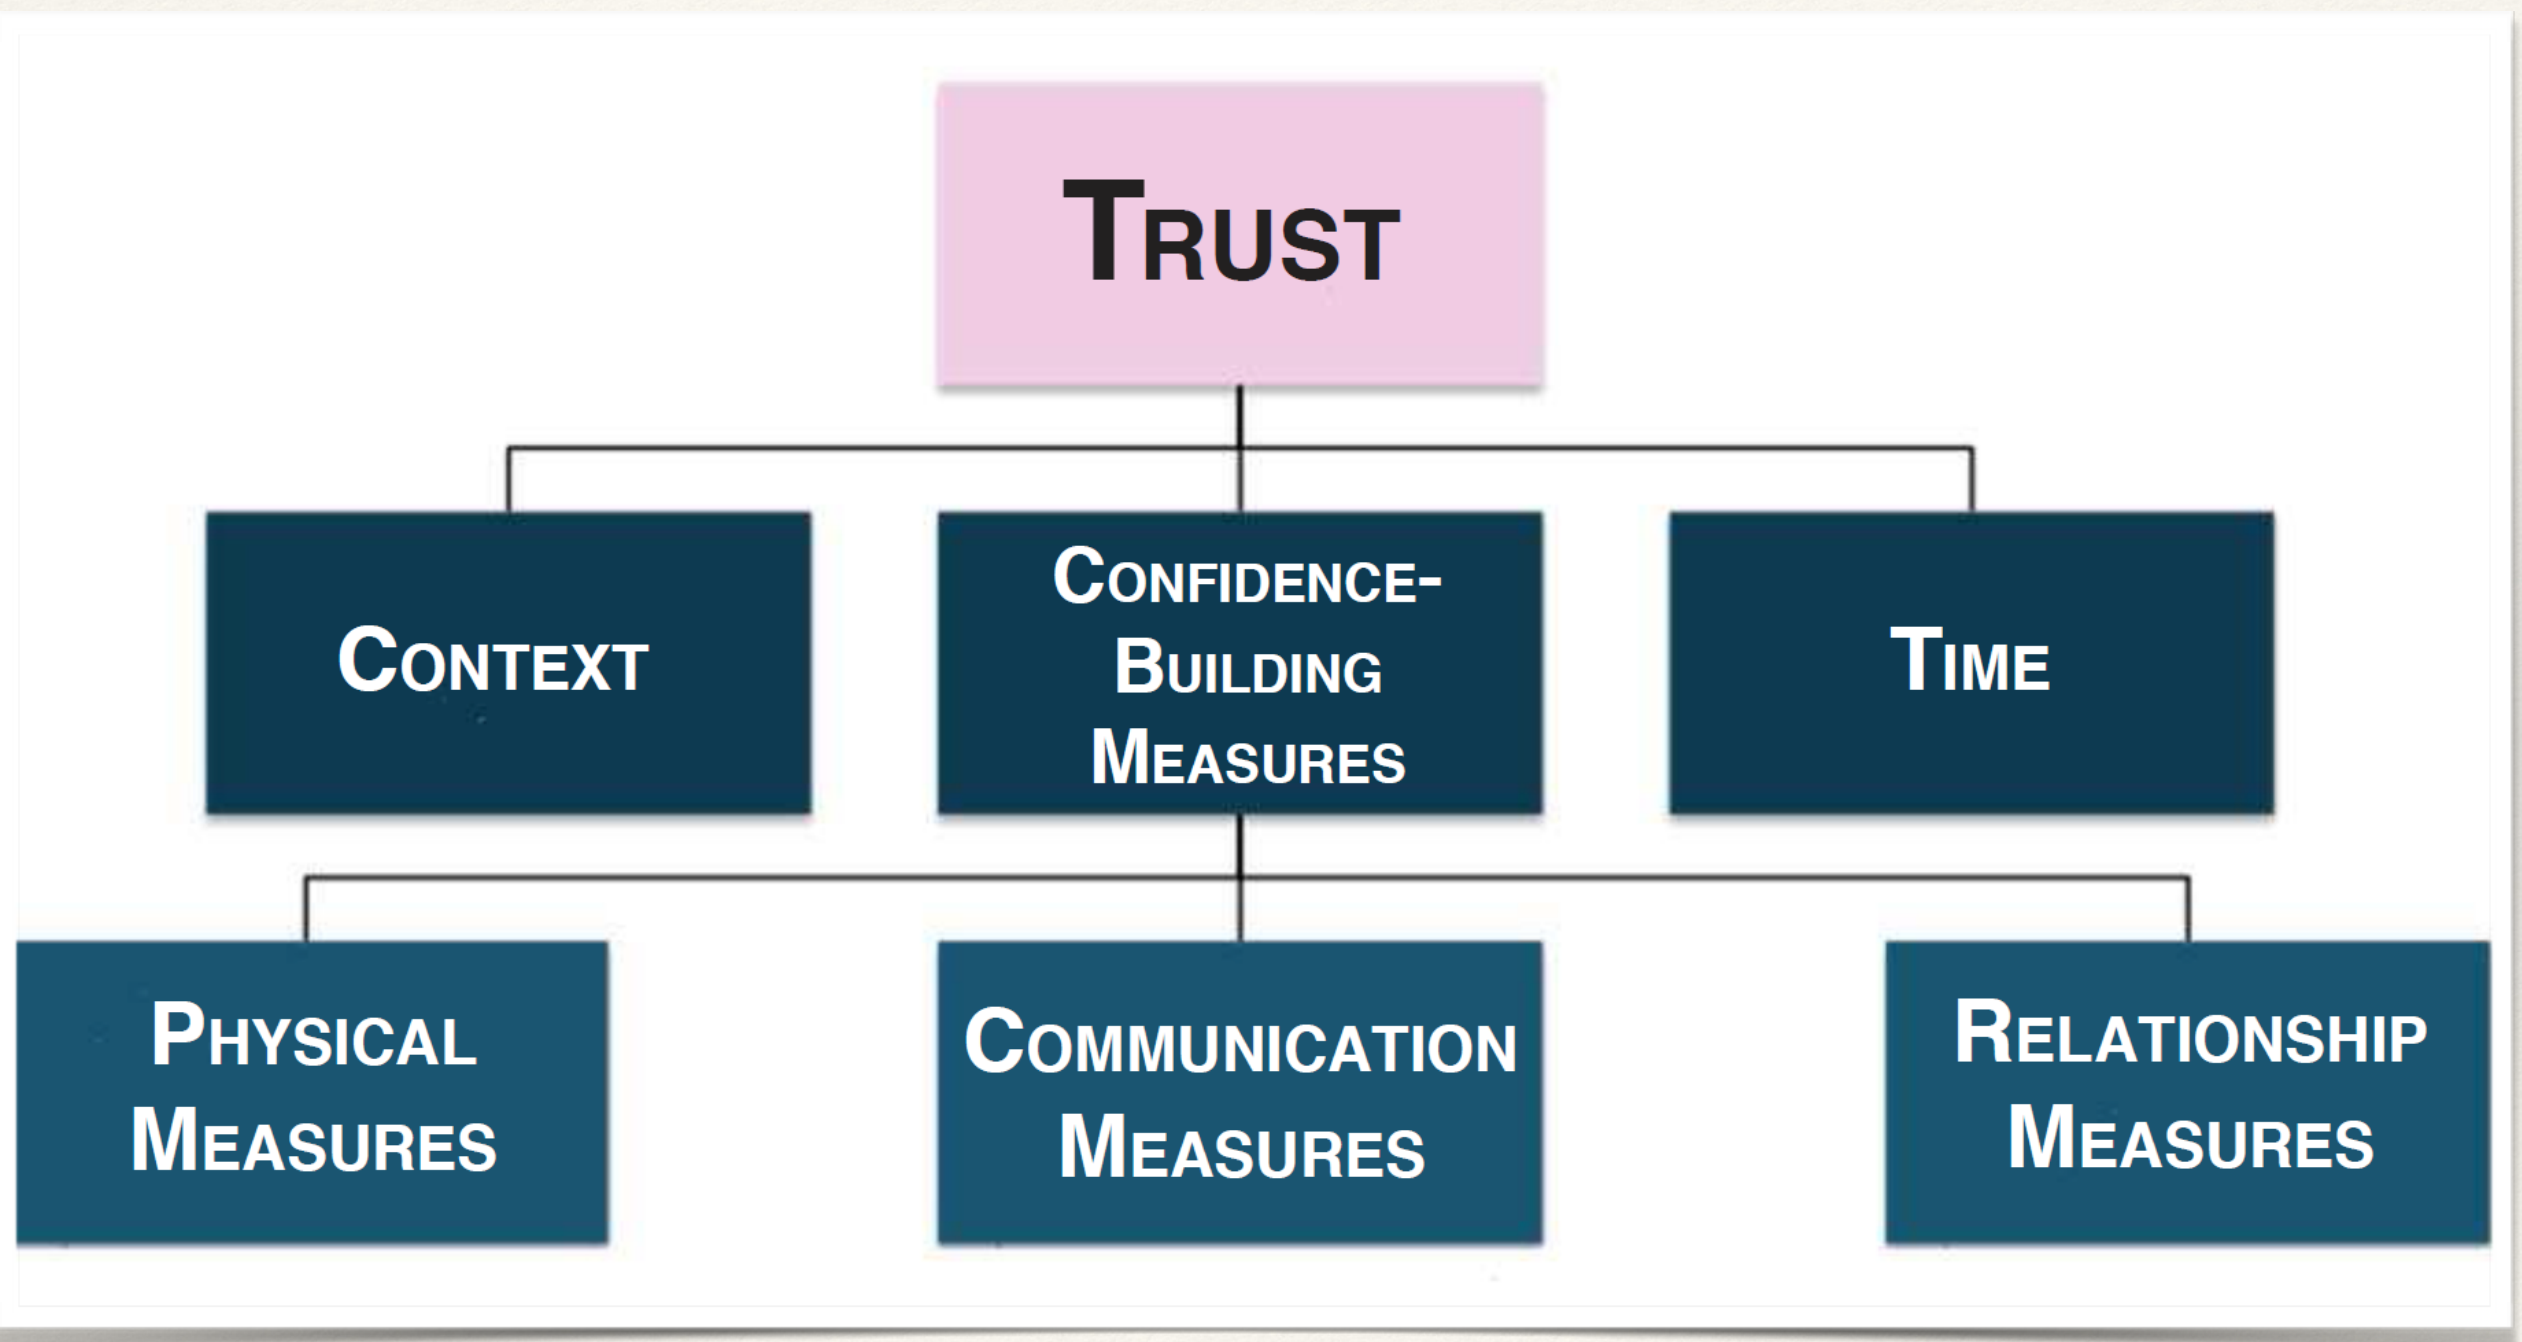 Trust
Context
Confidence-
Building
Measures
Time
Physical
Measures
Communication
Measures
Relationship
Measures